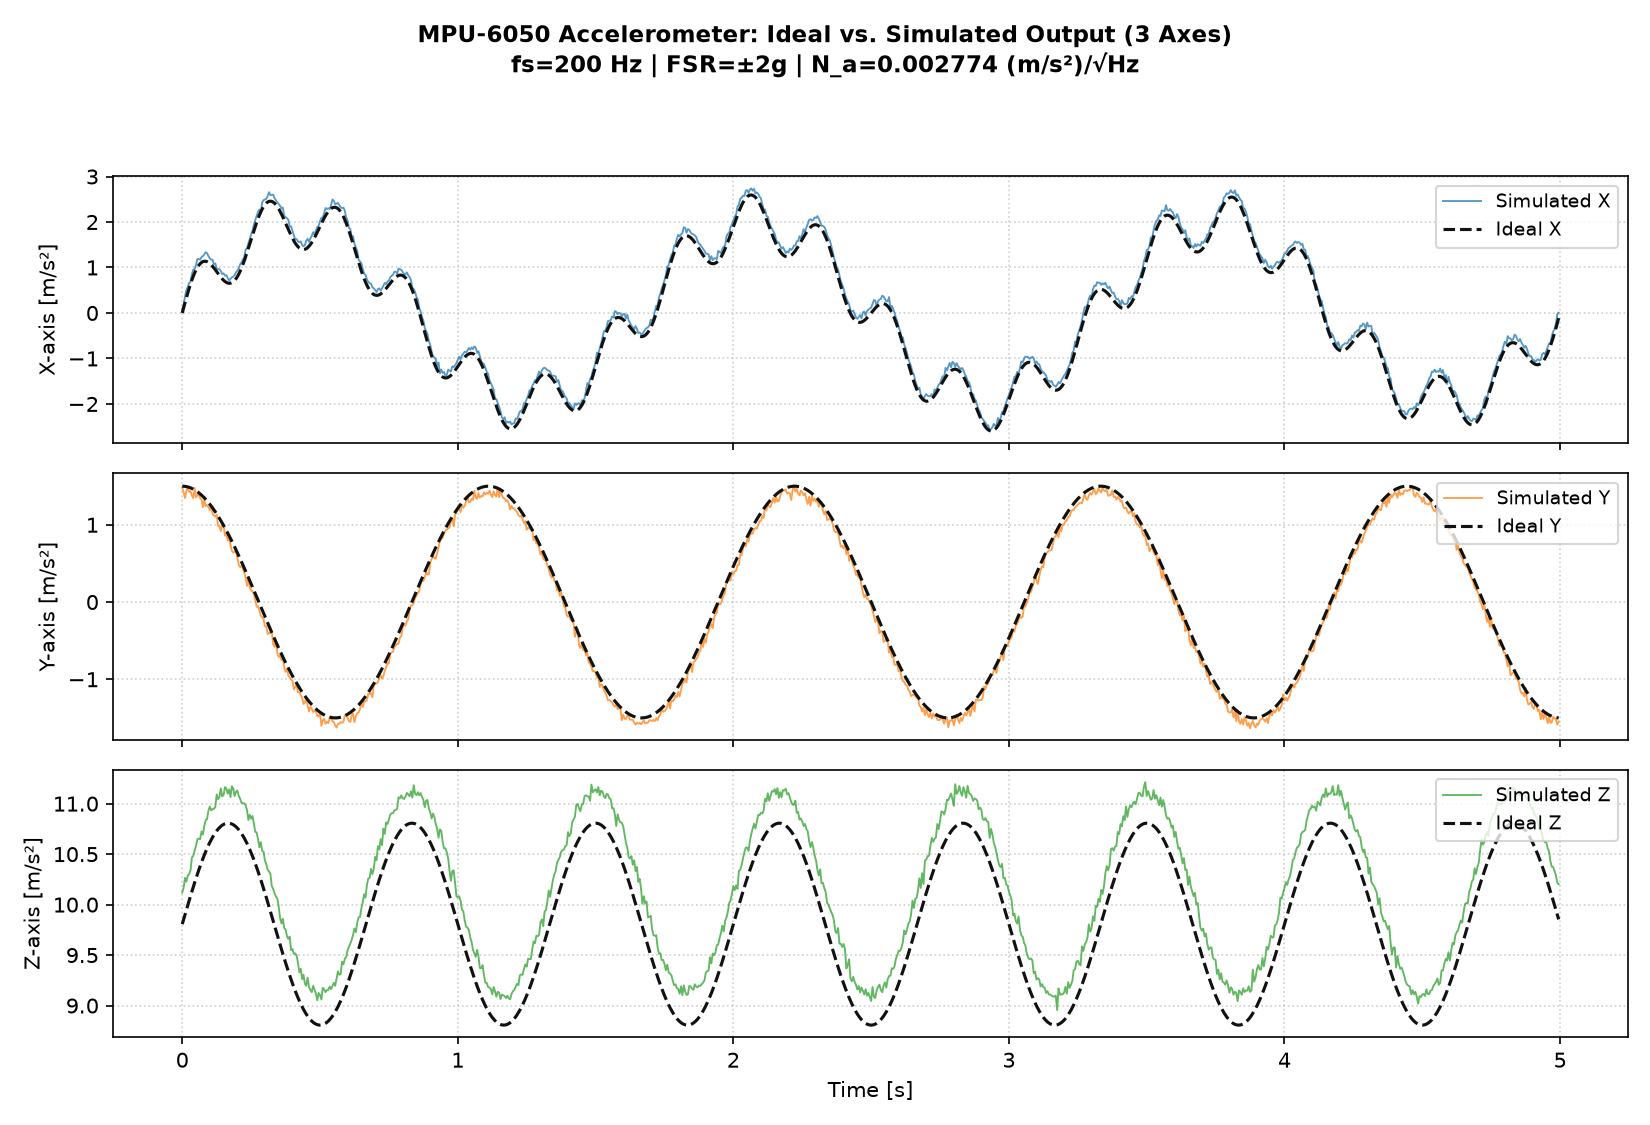 MPU-6050 Accelerometer: Ideal vs. Simulated Output (3 Axes)
fs=200 Hz | FSR=±2g | N_a=0.002774 (m/s²)/√Hz
3
2
1
0
−1
−2
X-axis [m/s²]
Simulated X
Ideal X
1
0
−1
Y-axis [m/s²]
Simulated Y
Ideal Y
11.0
10.5
10.0
9.5
9.0
Z-axis [m/s²]
Simulated Z
Ideal Z
0 1 2 3 4 5
Time [s]